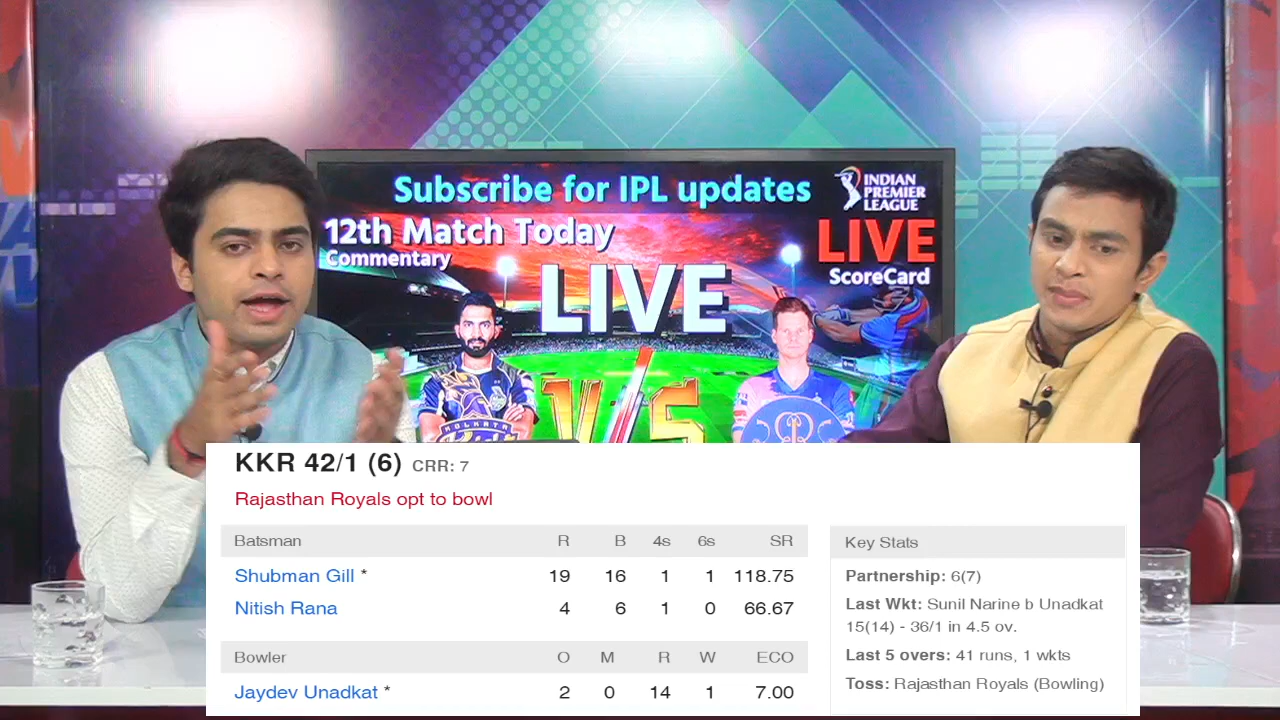 Subscribe for IPL updates
INDIAN
PREMIER
LEAGUE
12th Match Today
Commentary
LIVE
LIVE
ScoreCard
VS
KOLKATA
KKR 42/1 (6) CRR: 7
Rajasthan Royals opt to bowl
Batsman R B 4s 6s SR
Shubman Gill * 19 16 1 1 118.75
Nitish Rana 4 6 1 0 66.67
Bowler O M R W ECO
Jaydev Unadkat * 2 0 14 1 7.00
Key Stats
Partnership: 6(7)
Last Wkt: Sunil Narine b Unadkat
15(14) - 36/1 in 4.5 ov.
Last 5 overs: 41 runs, 1 wkts
Toss: Rajasthan Royals (Bowling)